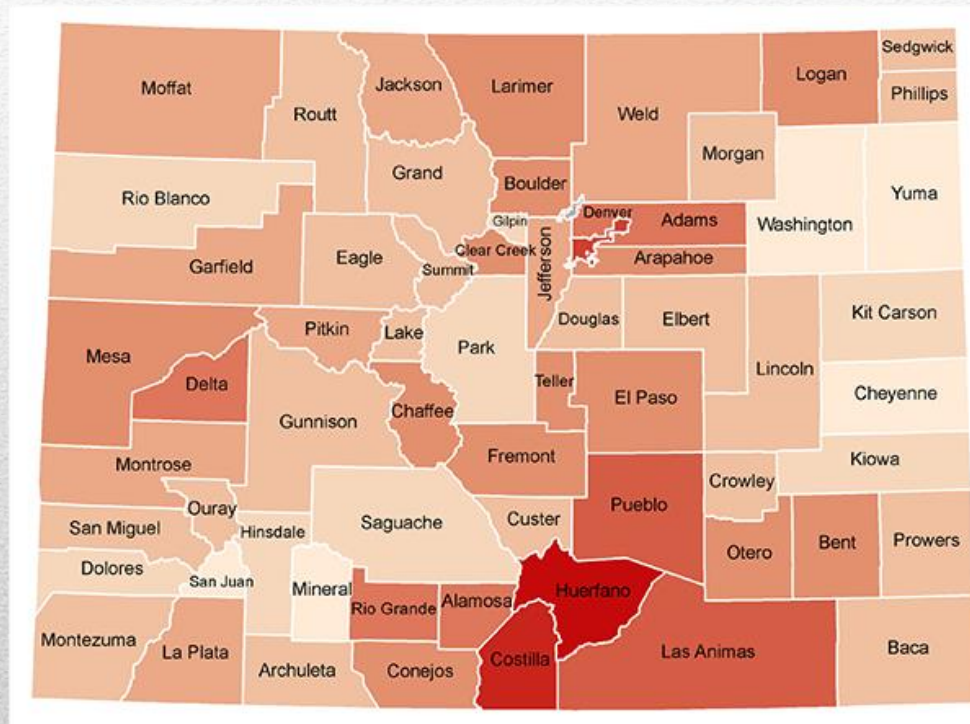 Sedgwick
Moffat
Jackson
Larimer
Logan
Phillips
Routt
Weld
Morgan
Grand
Boulder
Rio Blanco
Yuma
Gilpin
Denver
Adams
Washington
Clear Creek
Jefferson
Eagle
Garfield
Summit
Arapahoe
Kit Carson
Douglas
Elbert
Pitkin
Lake
Park
Mesa
Lincoln
Delta
Teller
El Paso
Cheyenne
Chaffee
Gunnison
Fremont
Kiowa
Montrose
Crowley
Pueblo
Ouray
Custer
Saguache
San Miguel
Hinsdale
Otero
Bent
Prowers
Dolores
San Juan
Mineral
Huerfano
Rio Grande
Alamosa
Montezuma
La Plata
Baca
Las Animas
Costilla
Archuleta
Conejos